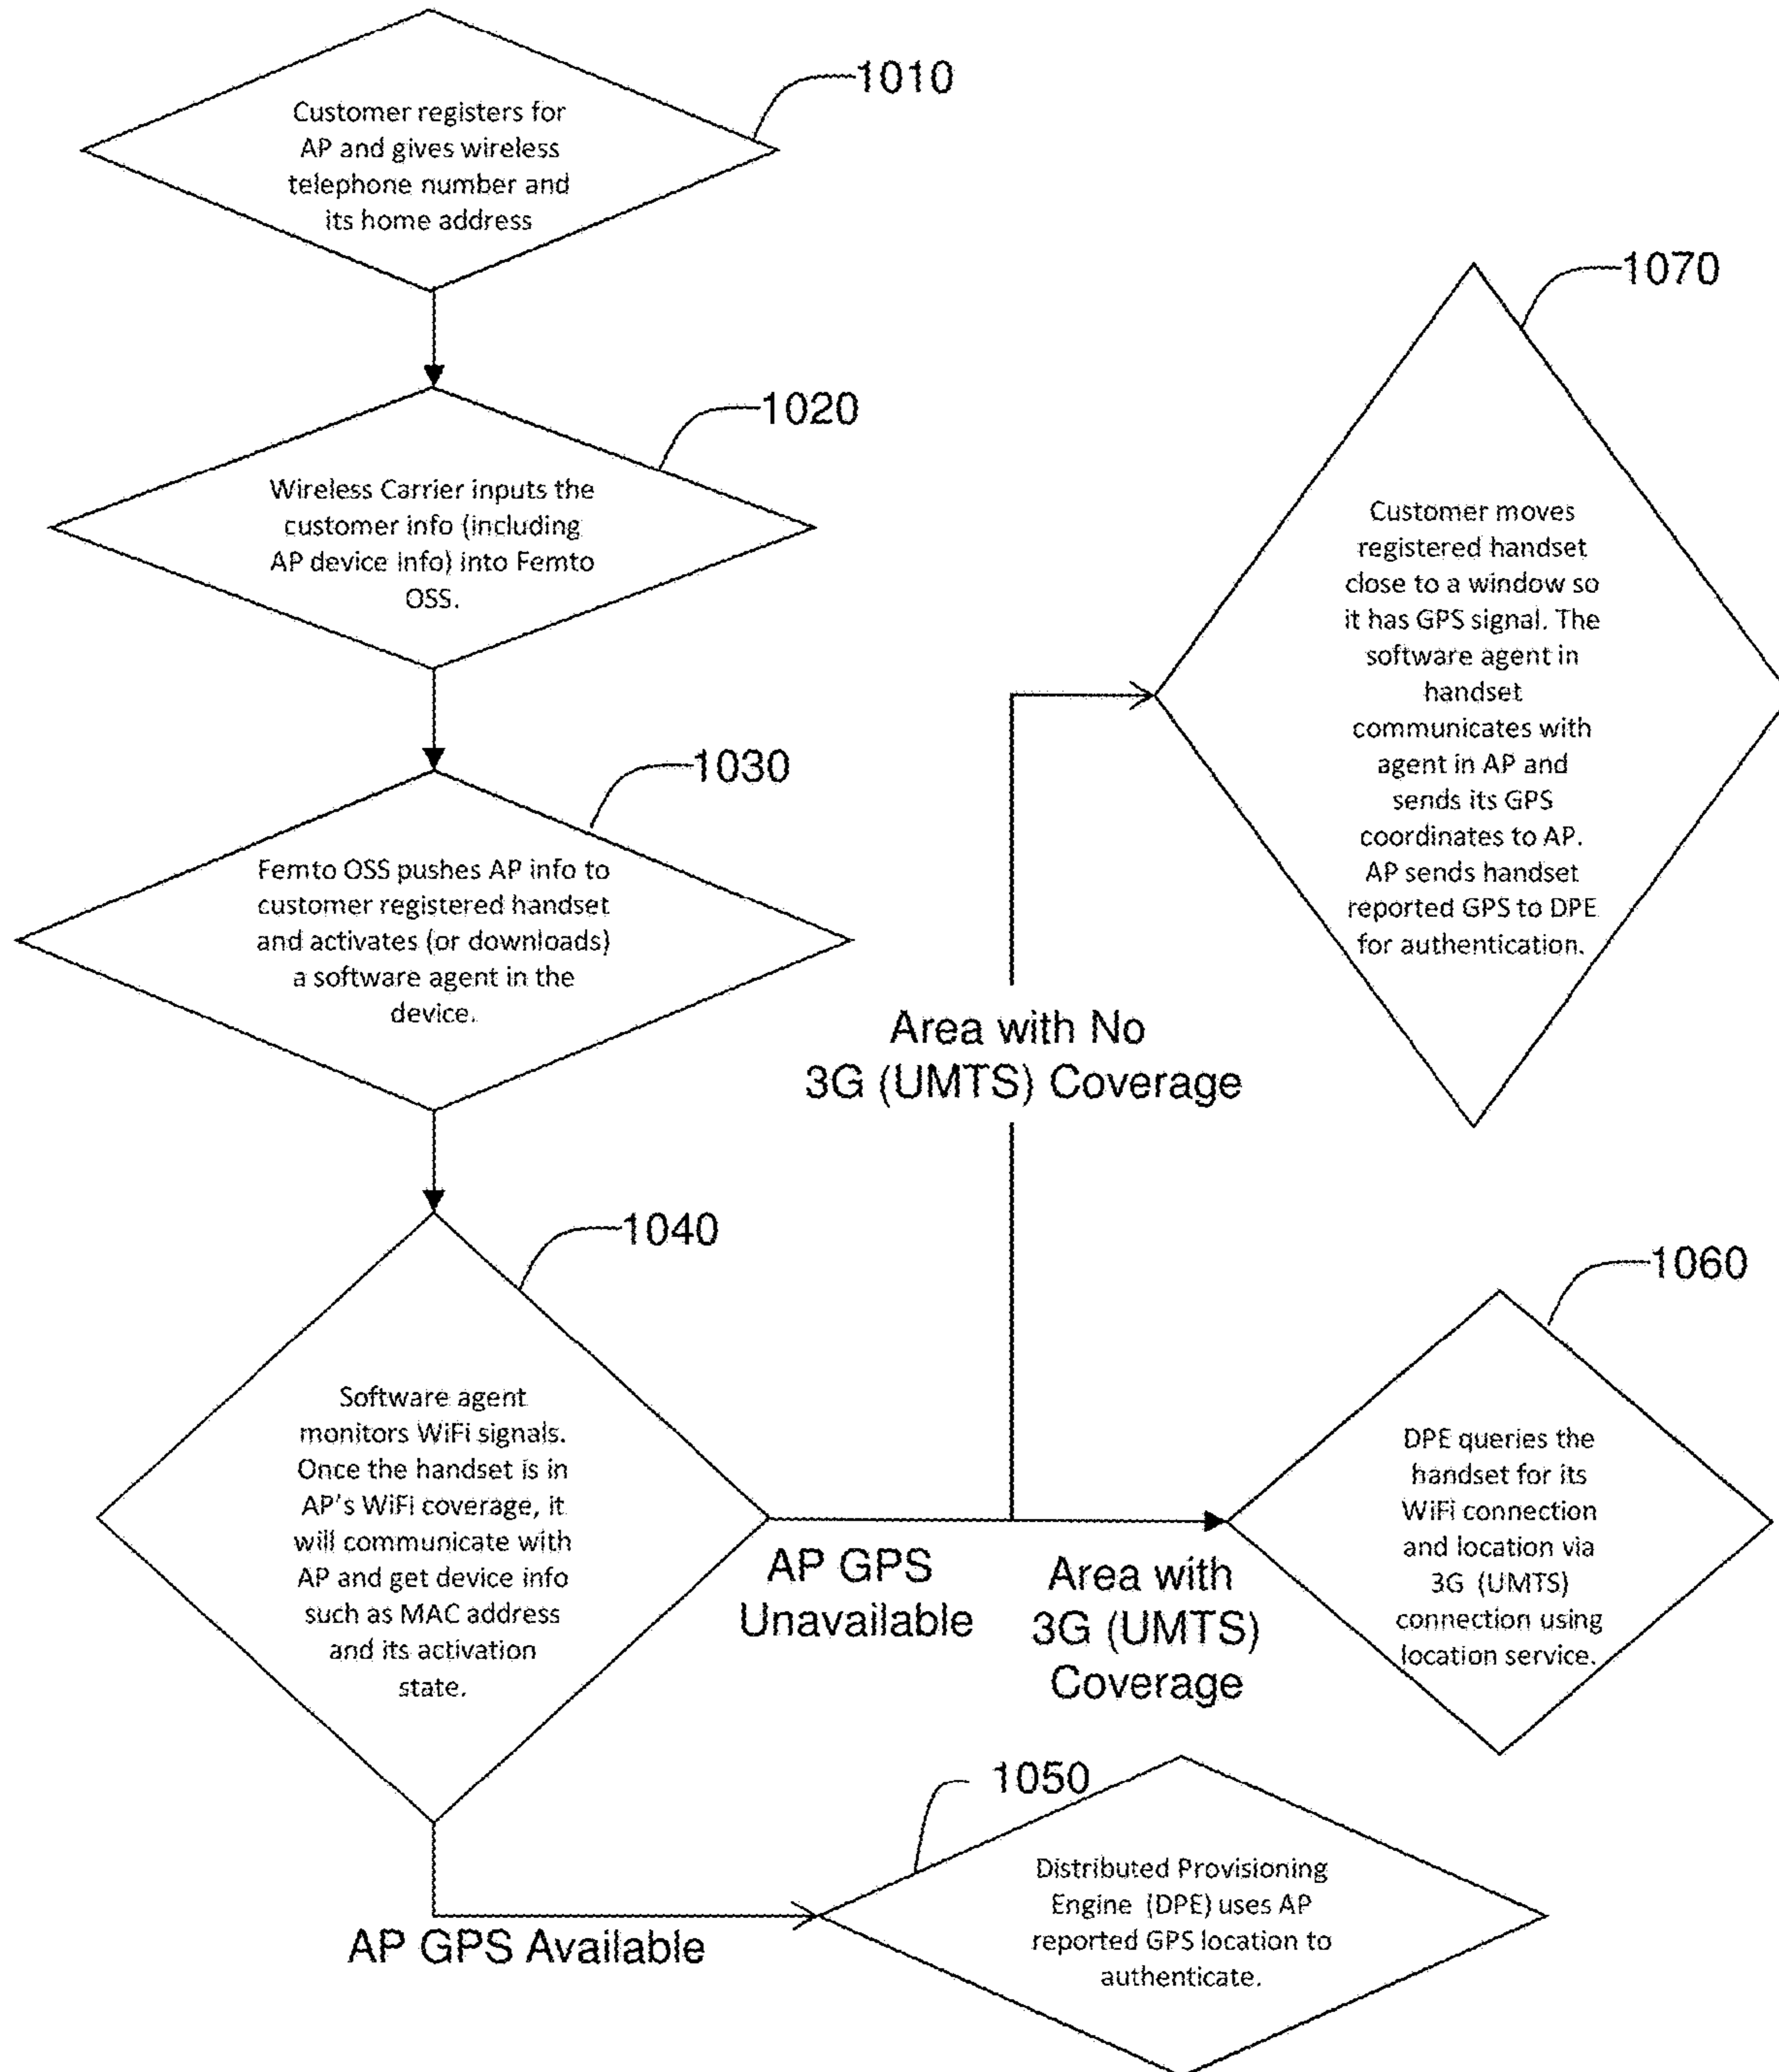 1010
Customer registers for
AP and gives wireless
telephone number and
its home address
1020
Wireless Carrier inputs the
customer info (including
AP device info) into Femto
OSS.
1030
Femto OSS pushes AP info to
customer registered handset
and activates (or downloads)
a software agent in the
device.
1040
Software agent
monitors WiFi signals.
Once the handset is in
AP's WiFi coverage, it
will communicate with
AP and get device info
such as MAC address
and its activation
state.
AP GPS
Unavailable
Area with No
3G (UMTS) Coverage
1070
Customer moves
registered handset
close to a window so
it has GPS signal. The
software agent in
handset
communicates with
agent in AP and
sends its GPS
coordinates to AP.
AP sends handset
reported GPS to DPE
for authentication.
Area with
3G (UMTS)
Coverage
1060
DPE queries the
handset for its
WiFi connection
and location via
3G (UMTS)
connection using
location service.
AP GPS Available
1050
Distributed Provisioning
Engine (DPE) uses AP
reported GPS location to
authenticate.